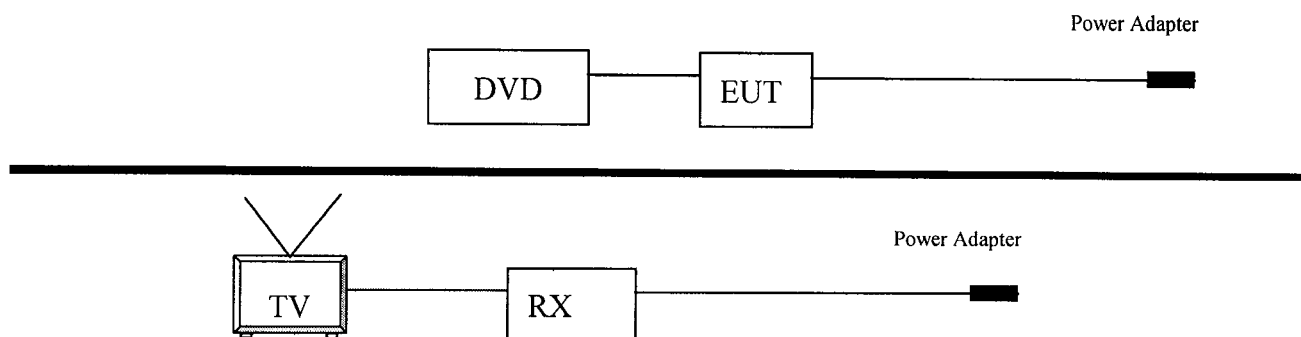 Power Adapter
DVD
EUT
Power Adapter
TV
RX